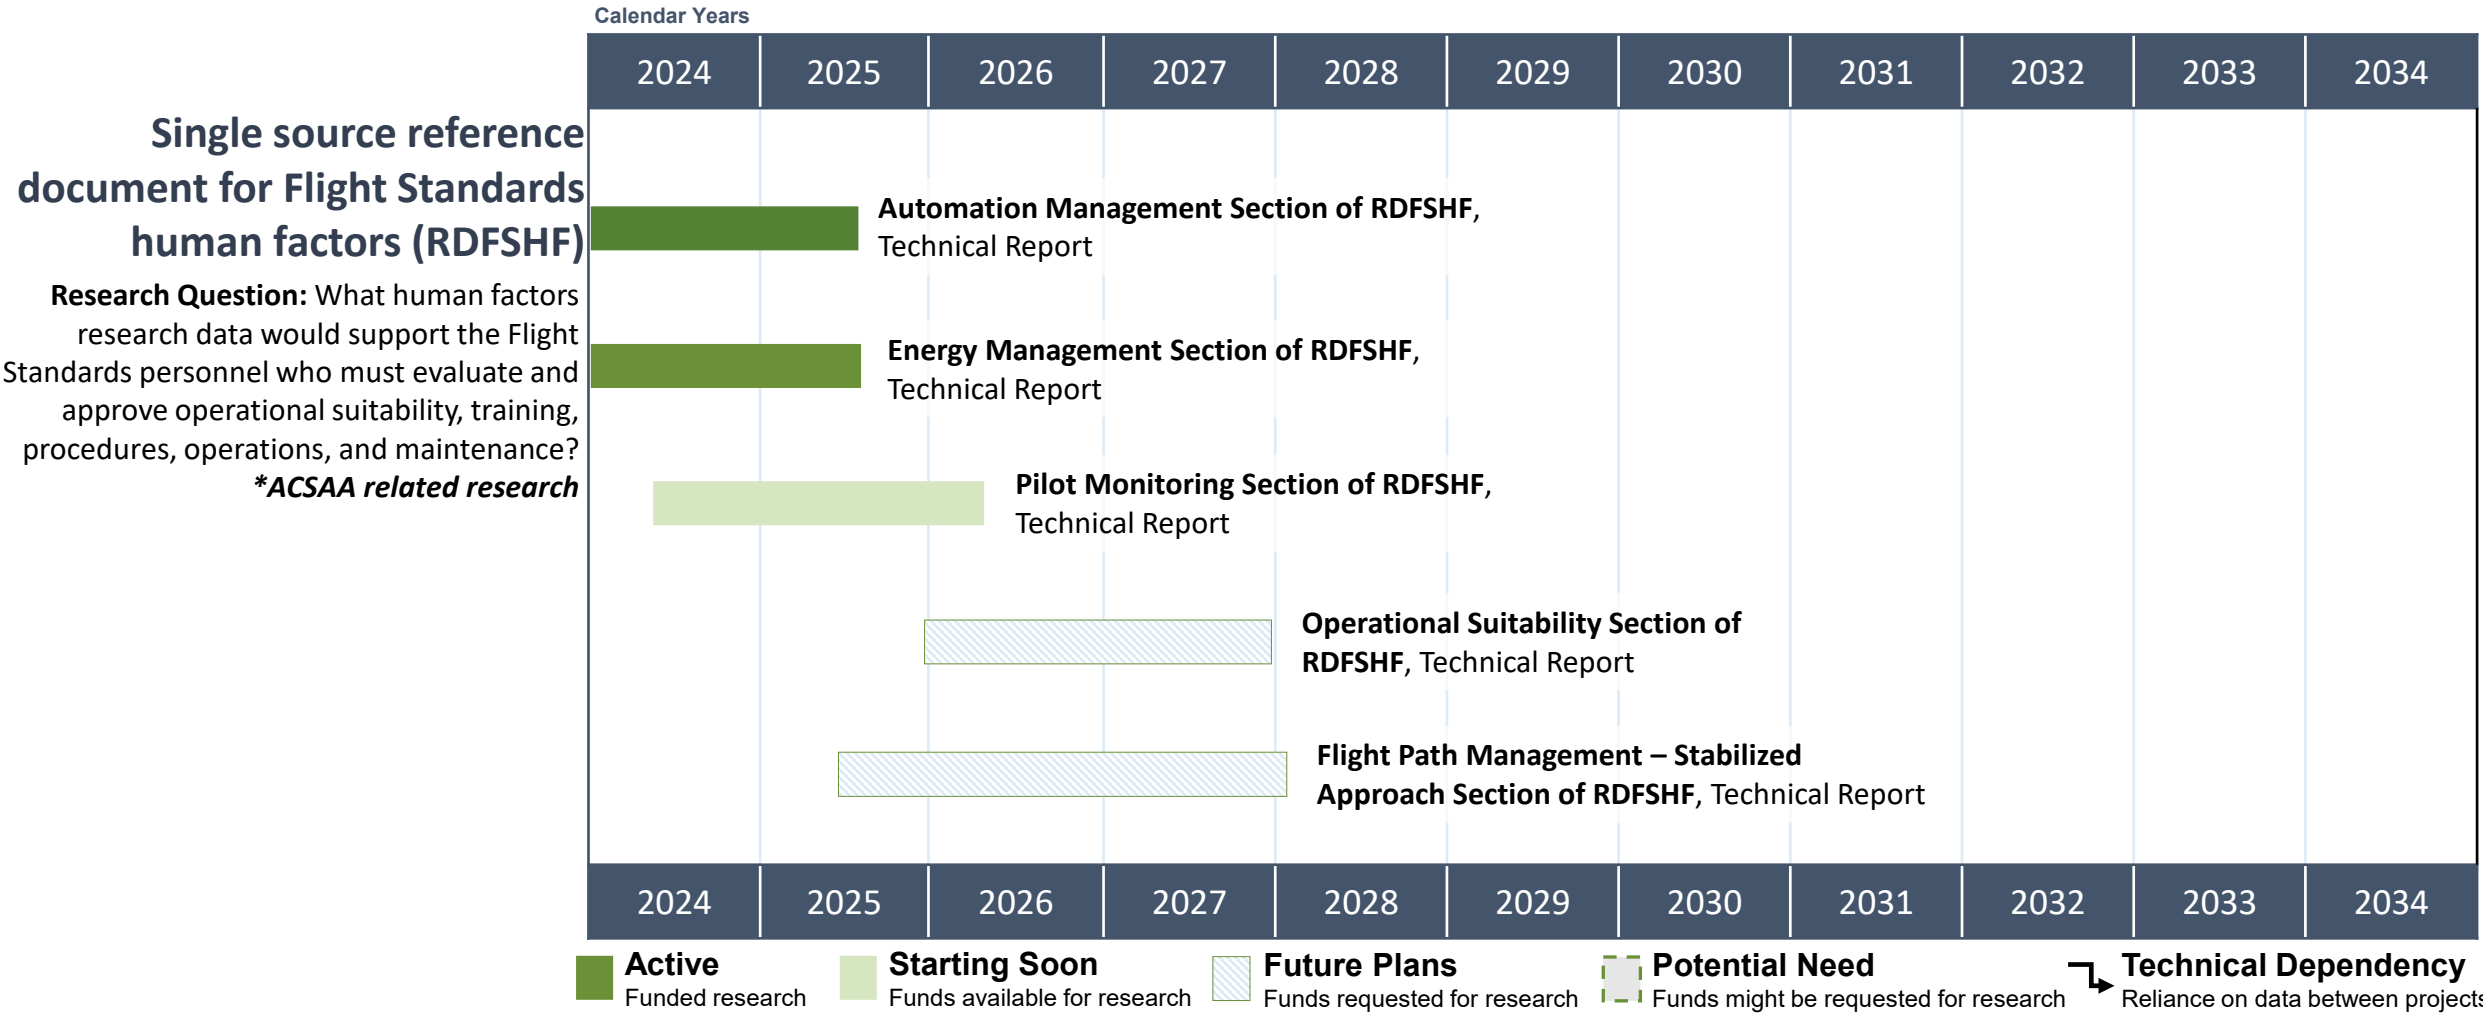 Calendar Years
2024 2025 2026 2027 2028 2029 2030 2031 2032 2033 2034
Single source reference
document for Flight Standards
human factors (RDFSHF)
Research Question: What human factors
research data would support the Flight
Standards personnel who must evaluate and
approve operational suitability, training,
procedures, operations, and maintenance?
*ACSAA related research
Automation Management Section of RDFSHF,
Technical Report
Energy Management Section of RDFSHF,
Technical Report
Pilot Monitoring Section of RDFSHF,
Technical Report
Operational Suitability Section of
RDFSHF, Technical Report
Flight Path Management – Stabilized
Approach Section of RDFSHF, Technical Report
2024 2025 2026 2027 2028 2029 2030 2031 2032 2033 2034
Active
Funded research
Starting Soon
Funds available for research
Future Plans
Funds requested for research
Potential Need
Funds might be requested for research
Technical Dependency
Reliance on data between projects